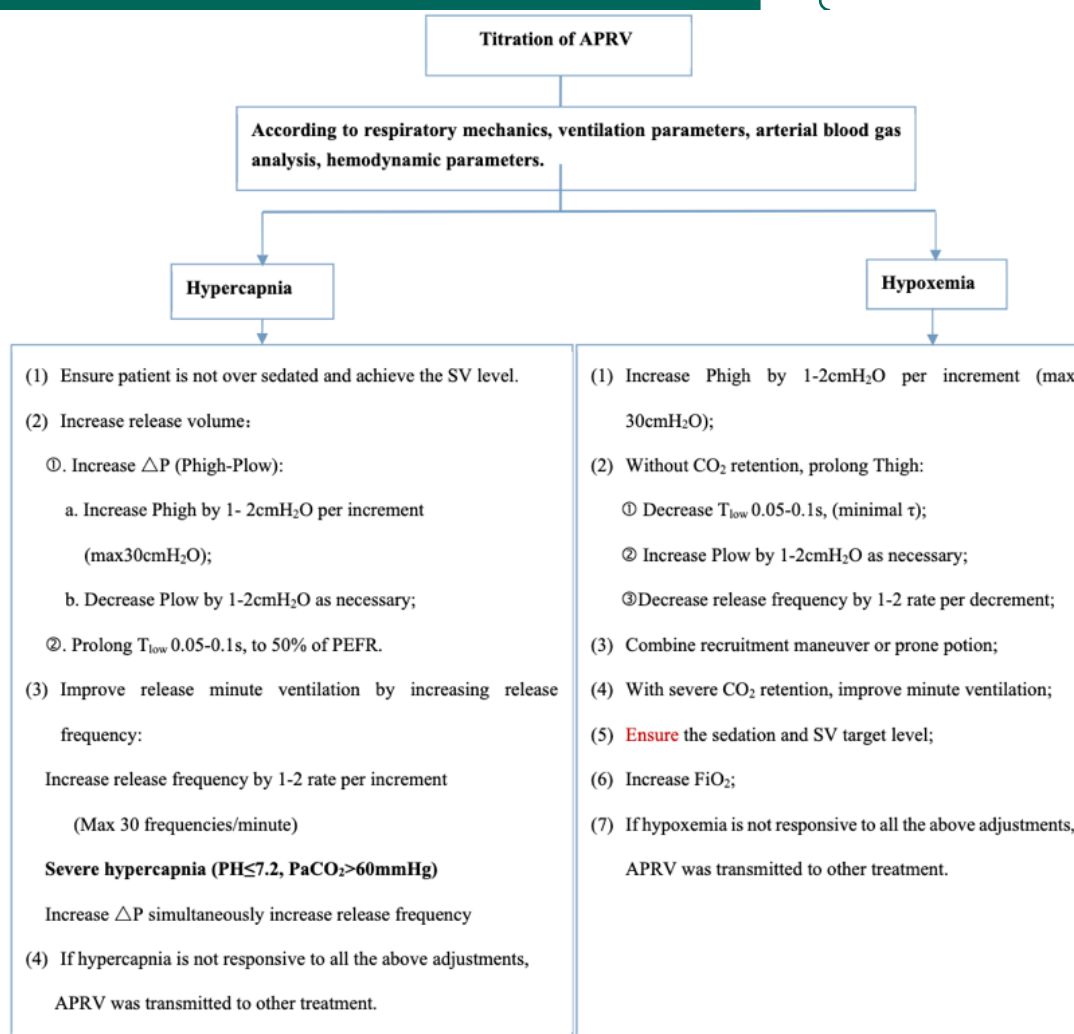 Titration of APRV
According to respiratory mechanics, ventilation parameters, arterial blood gas
analysis, hemodynamic parameters.
Hypercapnia
(1) Ensure patient is not over sedated and achieve the SV level.
(2) Increase release volume:
①. Increase △P (Phigh-Plow):
a. Increase Phigh by 1- 2cmH₂O per increment
(max30cmH₂O);
b. Decrease Plow by 1-2cmH₂O as necessary;
②. Prolong Tlow 0.05-0.1s, to 50% of PEFR.
(3) Improve release minute ventilation by increasing release
frequency:
Increase release frequency by 1-2 rate per increment
(Max 30 frequencies/minute)
Severe hypercapnia (PH≤7.2, PaCO₂>60mmHg)
Increase △P simultaneously increase release frequency
(4) If hypercapnia is not responsive to all the above adjustments,
APRV was transmitted to other treatment.
Hypoxemia
(1) Increase Phigh by 1-2cmH₂O per increment (max
30cmH₂O);
(2) Without CO₂ retention, prolong Thigh:
① Decrease Tlow 0.05-0.1s, (minimal τ);
② Increase Plow by 1-2cmH₂O as necessary;
③Decrease release frequency by 1-2 rate per decrement;
(3) Combine recruitment maneuver or prone potion;
(4) With severe CO₂ retention, improve minute ventilation;
(5) Ensure the sedation and SV target level;
(6) Increase FiO₂;
(7) If hypoxemia is not responsive to all the above adjustments,
APRV was transmitted to other treatment.